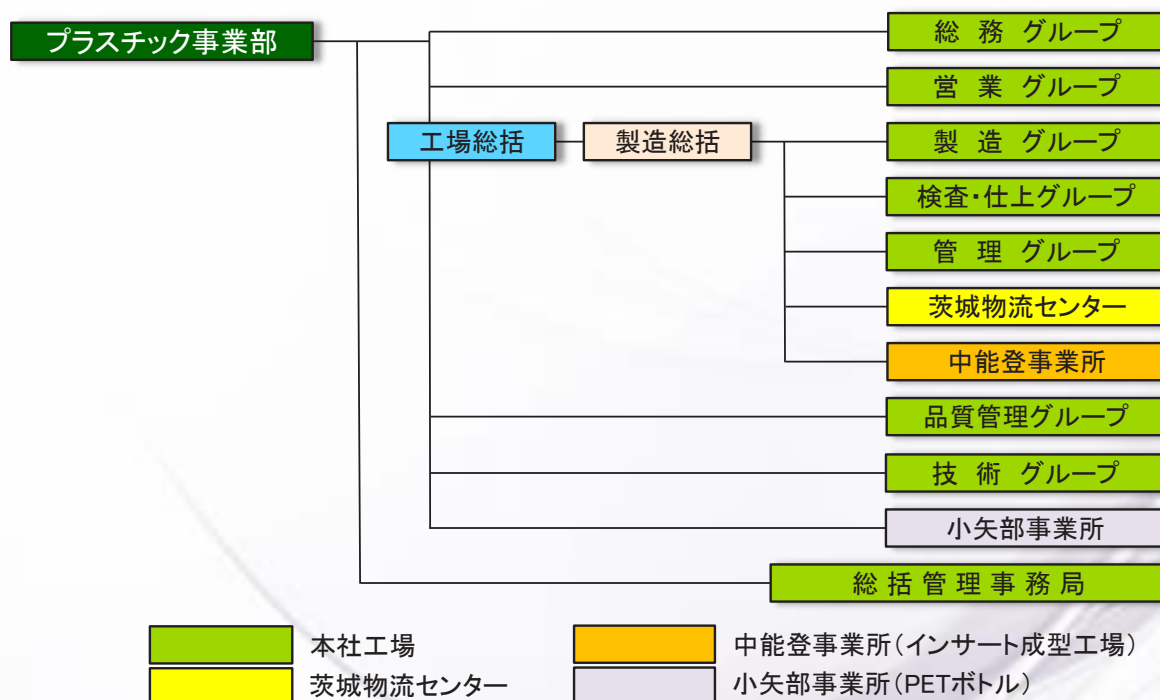 プラスチック事業部
総 務 グループ
営 業 グループ
工場総括
製造総括
製 造 グループ
検査・仕上グループ
管 理 グループ
茨城物流センター
中能登事業所
品質管理グループ
技 術 グループ
小矢部事業所
総括管理事務局
本社工場
中能登事業所(インサート成型工場)
茨城物流センター
小矢部事業所(PETボトル)